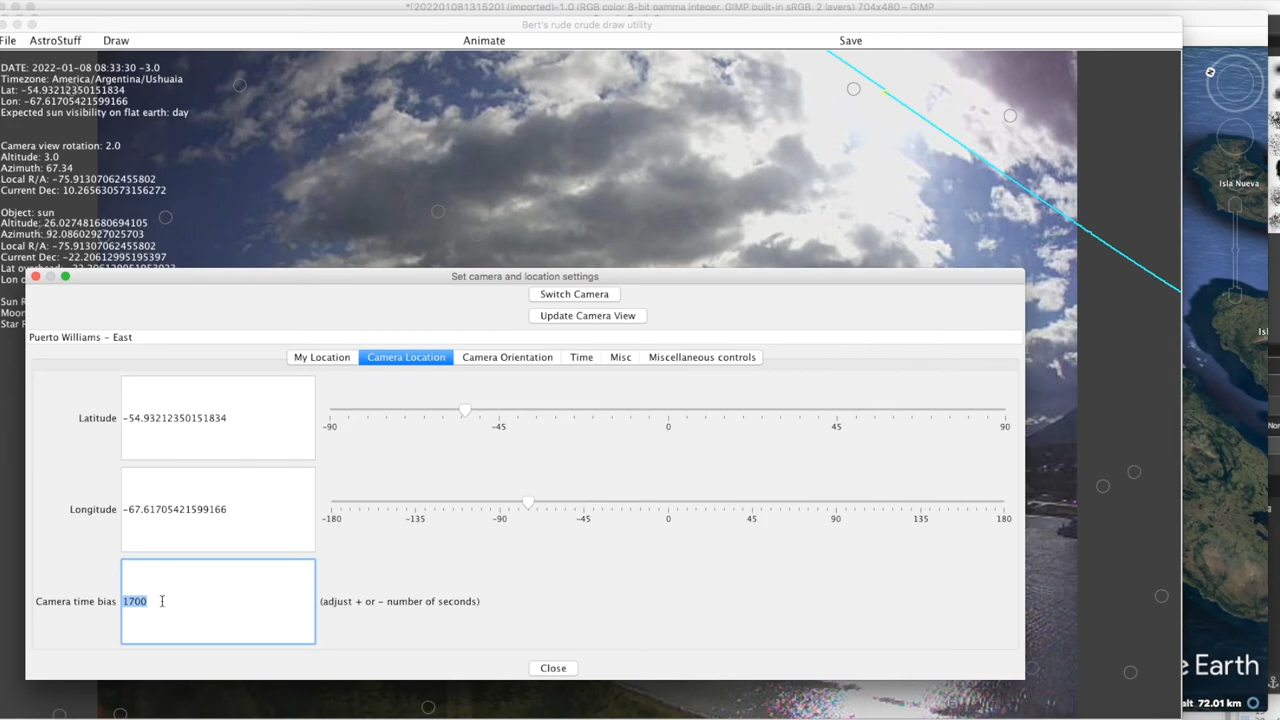 *[20220108131520] (imported)-1.0 (RGB color 8-bit gamma integer, GIMP built-in sRGB, 2 layers) 704x480 – GIMP
Bert's rude crude draw utility
File AstroStuff Draw Animate Save
DATE: 2022-01-08 08:33:30 -3.0
Timezone: America/Argentina/Ushuaia
Lat: -54.93212350151834
Lon: -67.61705421599166
Expected sun visibility on flat earth: day
Camera view rotation: 2.0
Altitude: 3.0
Azimuth: 67.34
Local R/A: -75.91307062455802
Current Dec: 10.265630573156272
Object: sun
Altitude: 26.027481680694105
Azimuth: 92.08602927025703
Local R/A: -75.91307062455802
Current Dec: -22.20612995195397
Lon
Sun R
Moon
Star
Set camera and location settings
Switch Camera
Update Camera View
Puerto Williams – East
My Location Camera Location Camera Orientation Time Misc Miscellaneous controls
Latitude -54.93212350151834
-90 -45 0 45 90
Longitude -67.61705421599166
-180 -135 -90 -45 0 45 90 135 180
Camera time bias 1700 (adjust + or - number of seconds)
Close
Isla Nueva
Isl
e Earth
alt 72.01 km